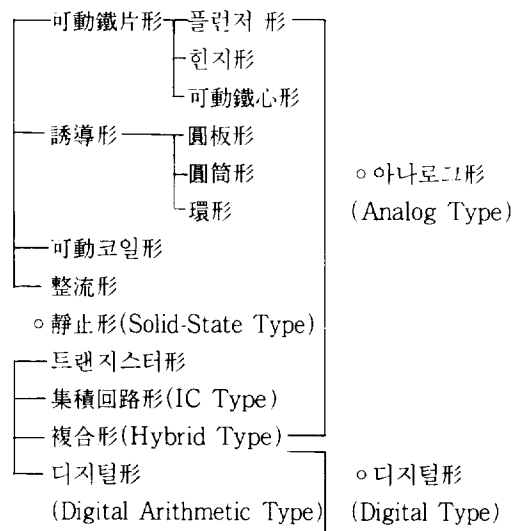 可動鐵片形 플런저 形
힌지形
可動鐵心形
誘導形 圓板形
圓筒形 ○ 아나로그形
環形 (Analog Type)
可動코일形
整流形
○ 靜止形(Solid-State Type)
트랜지스터形
集積回路形(IC Type)
複合形(Hybrid Type)
디지털形 ○ 디지털形
(Digital Arithmetic Type) (Digital Type)